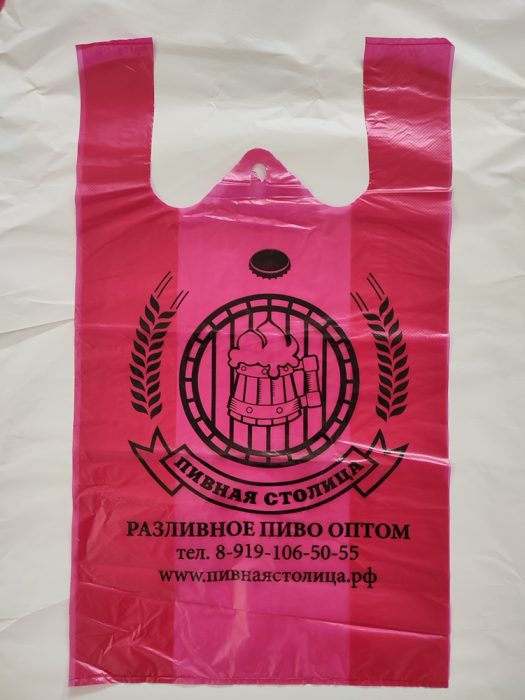 ПИВНАЯ СТОЛИЦА
РАЗЛИВНОЕ ПИВО ОПТОМ
тел. 8-919-106-50-55
www.пивнаястолица.рф